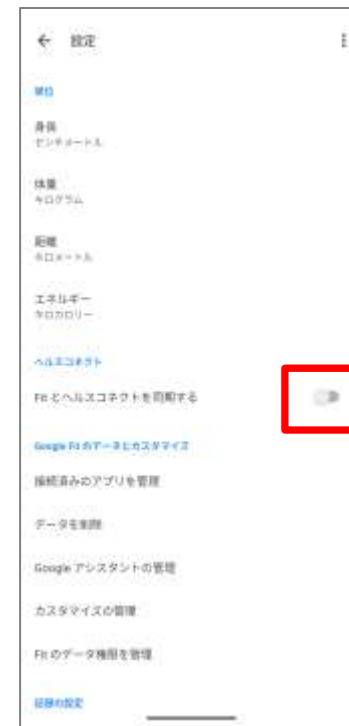 設定
単位
身長
センチメートル
体重
キログラム
距離
キロメートル
エネルギー
キロカロリー
ヘルスコネクト
Fit とヘルスコネクトを同期する
Google Fit のデータとカスタマイズ
接続済みのアプリを管理
データを削除
Google アシスタントの管理
カスタマイズの管理
Fit のデータ権限を管理
記録の設定